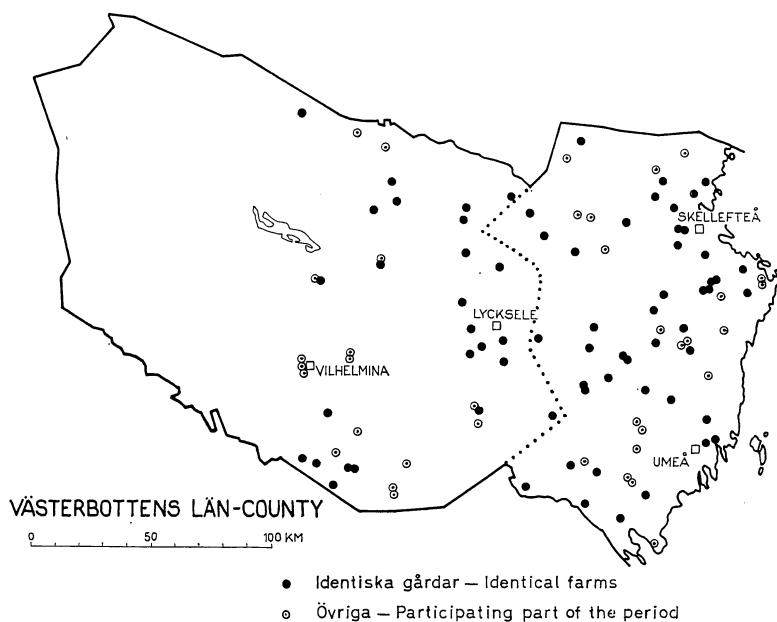 SKELLEFTEÅ
LYCKSELE
VILHELMINA
UMEÅ
VÄSTERBOTTENS LÄN-COUNTY
0 50 100 KM
Identiska gårdar — Identical farms
Övriga — Participating part of the period